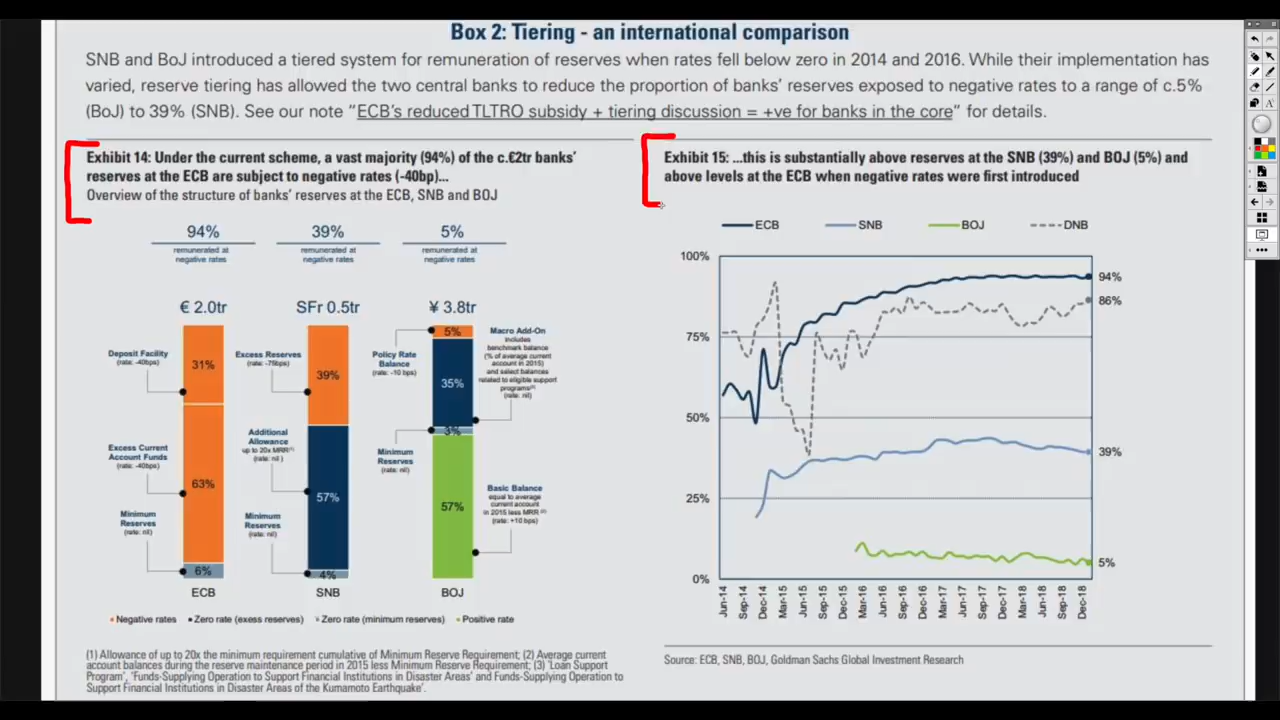 Box 2: Tiering - an international comparison
SNB and BoJ introduced a tiered system for remuneration of reserves when rates fell below zero in 2014 and 2016. While their implementation has
varied, reserve tiering has allowed the two central banks to reduce the proportion of banks' reserves exposed to negative rates to a range of c.5%
(BoJ) to 39% (SNB). See our note "ECB's reduced TLTRO subsidy + tiering discussion = +ve for banks in the core" for details.
Exhibit 14: Under the current scheme, a vast majority (94%) of the c.€2tr banks'
reserves at the ECB are subject to negative rates (-40bp)...
Overview of the structure of banks' reserves at the ECB, SNB and BOJ
94% 39% 5%
remunerated at remunerated at remunerated at
negative rates negative rates negative rates
€ 2.0tr SFr 0.5tr ¥ 3.8tr
Deposit Facility
(rate: -40bps)
31%
Excess Current
Account Funds
(rate: -40bps)
63%
Minimum
Reserves
(rate: nil)
6%
ECB
Excess Reserves
(rate: -75bps)
39%
Additional
Allowance
up to 20x MRR(1)
(rate: nil )
57%
Minimum
Reserves
(rate: nil)
4%
SNB
Policy Rate
Balance
(rate: -10 bps)
5%
Macro Add-On
includes
benchmark balance
(% of average current
account in 2015)
and select balances
related to eligible support
programs(3)
(rate: nil)
35%
Minimum
Reserves
(rate: nil)
3%
Basic Balance
equal to average
current account
in 2015 less MRR (2)
(rate: +10 bps)
57%
BOJ
Negative rates Zero rate (exess reserves) Zero rate (minimum reserves) Positive rate
(1) Allowance of up to 20x the minimum requirement cumulative of Minimum Reserve Requirement; (2) Average current
account balances during the reserve maintenance period in 2015 less Minimum Reserve Requirement; (3) 'Loan Support
Program', 'Funds-Supplying Operation to Support Financial Institutions in Disaster Areas' and Funds-Supplying Operation to
Support Financial Institutions in Disaster Areas of the Kumamoto Earthquake'.
Exhibit 15: ...this is substantially above reserves at the SNB (39%) and BOJ (5%) and
above levels at the ECB when negative rates were first introduced
ECB SNB BOJ DNB
100%
75%
50%
25%
0%
94%
86%
39%
5%
Jun-14 Sep-14 Dec-14 Mar-15 Jun-15 Sep-15 Dec-15 Mar-16 Jun-16 Sep-16 Dec-16 Mar-17 Jun-17 Sep-17 Dec-17 Mar-18 Jun-18 Sep-18 Dec-18
Source: ECB, SNB, BOJ, Goldman Sachs Global Investment Research